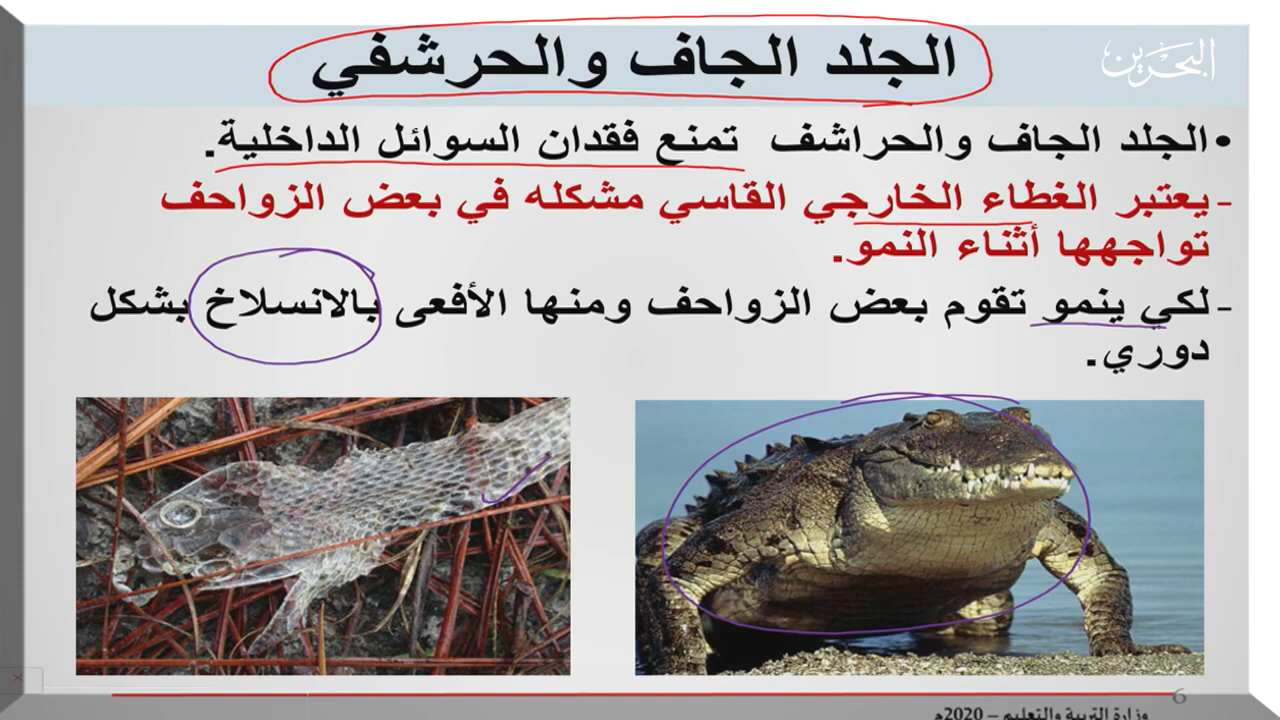 الجلد الجاف والحرشفي
البحرين
•الجلد الجاف والحراشف تمنع فقدان السوائل الداخلية.
-يعتبر الغطاء الخارجي القاسي مشكله في بعض الزواحف
تواجهها أثناء النمو.
-لكي ينمو تقوم بعض الزواحف ومنها الأفعى بالانسلاخ بشكل
دوري.
6
وزارة التربية والتعليم – 2020م